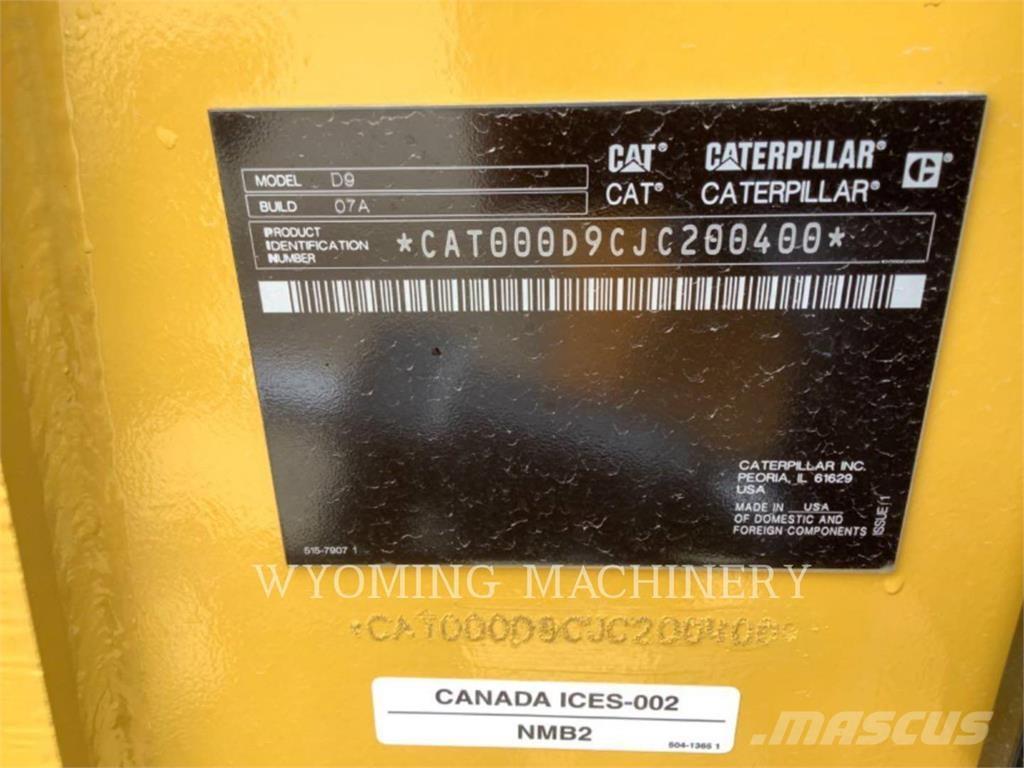 CAT® CATERPILLAR®
CAT® CATERPILLAR®
MODEL D9
BUILD 07A
PRODUCT
IDENTIFICATION
NUMBER
*CAT000D9CJC200400*
CATERPILLAR INC.
PEORIA, IL 61629
USA
MADE IN USA
OF DOMESTIC AND
FOREIGN COMPONENTS
ISSUE11
515-7907 1
WYOMING MACHINERY
*CAT000D9CJC200400*
CANADA ICES-002
NMB2
504-1365 1
MASCUS